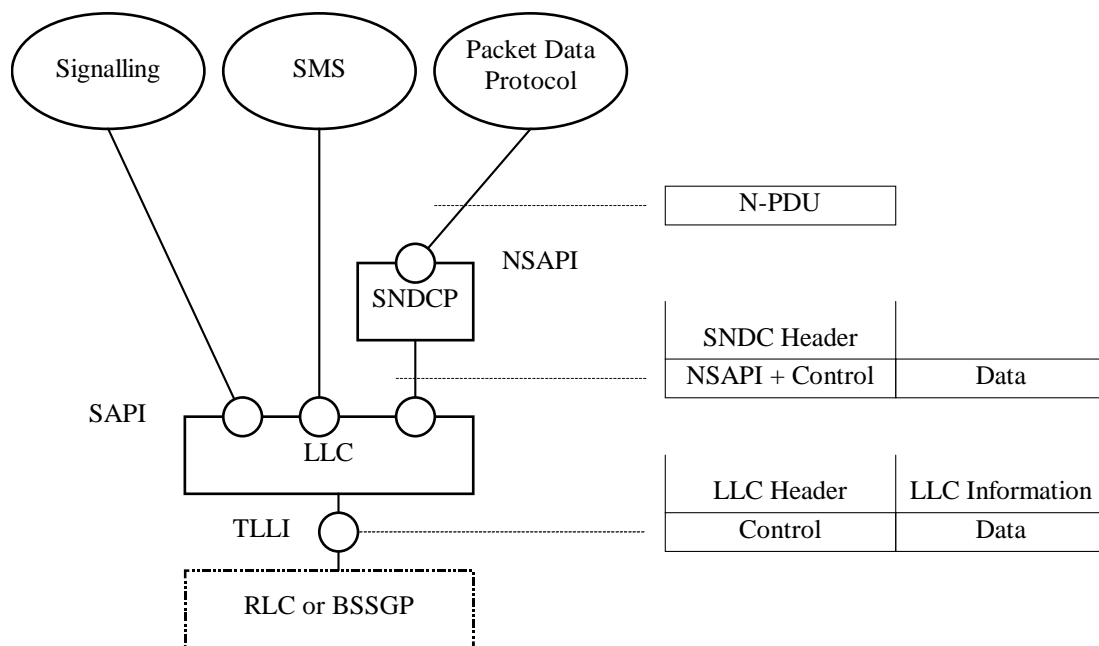 Signalling
SMS
Packet Data
Protocol
N-PDU
NSAPI
SNDCP
SNDC Header
NSAPI + Control
Data
SAPI
LLC
LLC Header
LLC Information
TLLI
Control
Data
RLC or BSSGP